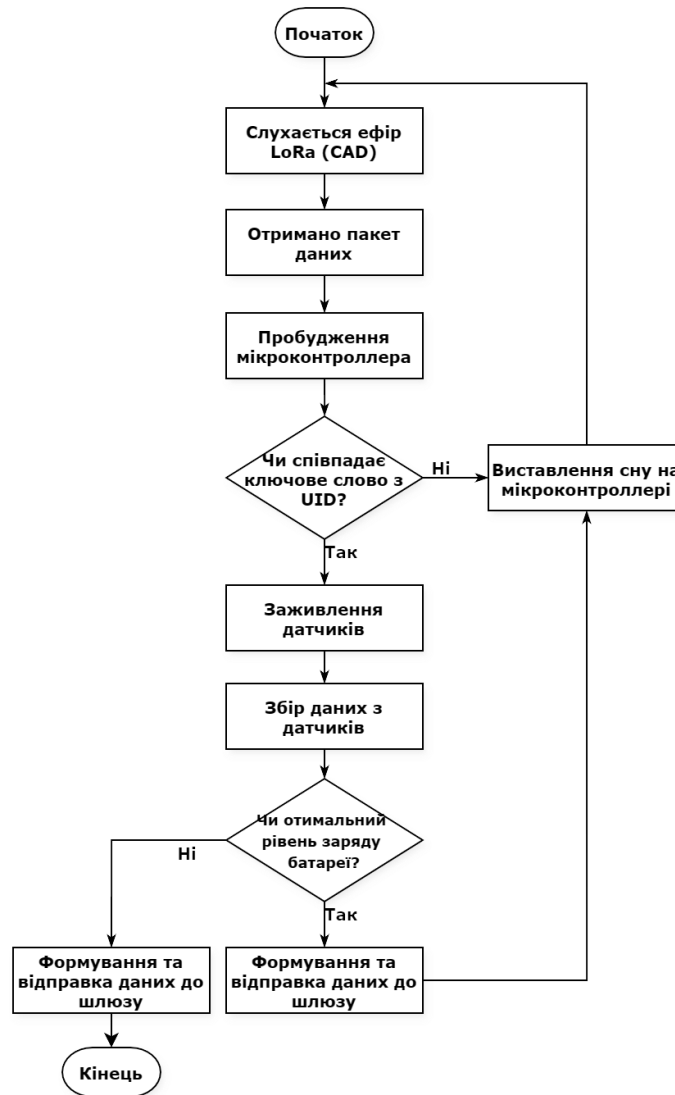 Початок
Слухається ефір
LoRa (CAD)
Отримано пакет
даних
Пробудження
мікроконтроллера
Чи співпадає
ключове слово з
UID?
Ні
Виставлення сну на
мікроконтроллері
Так
Заживлення
датчиків
Збір даних з
датчиків
Чи отимальний
рівень заряду
батареї?
Ні
Так
Формування та
відправка даних до
шлюзу
Формування та
відправка даних до
шлюзу
Кінець